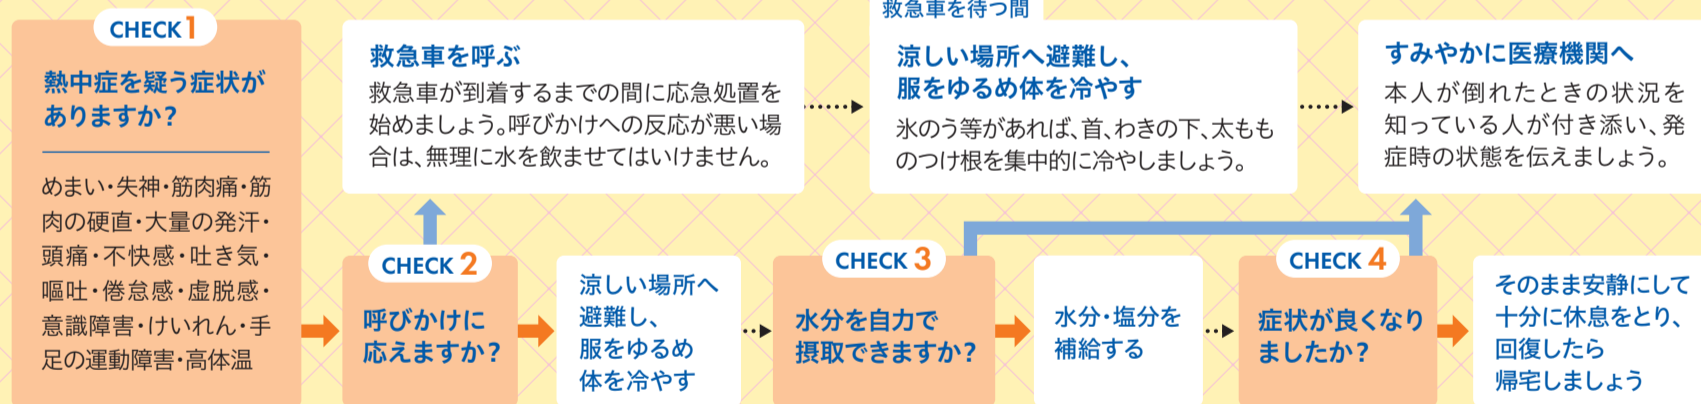 CHECK1
熱中症を疑う症状が
ありますか?
めまい・失神・筋肉痛・筋
肉の硬直・大量の発汗・
頭痛・不快感・吐き気・
嘔吐・倦怠感・虚脱感・
意識障害・けいれん・手
足の運動障害・高体温
救急車を呼ぶ
救急車が到着するまでの間に応急処置を
始めましょう。呼びかけへの反応が悪い場
合は、無理に水を飲ませてはいけません。
救急車を待つ間
涼しい場所へ避難し、
服をゆるめ体を冷やす
氷のう等があれば、首、わきの下、太もも
のつけ根を集中的に冷やしましょう。
すみやかに医療機関へ
本人が倒れたときの状況を
知っている人が付き添い、発
症時の状態を伝えましょう。
CHECK 2
呼びかけに
応えますか?
涼しい場所へ
避難し、
服をゆるめ
体を冷やす
CHECK 3
水分を自力で
摂取できますか?
水分・塩分を
補給する
CHECK 4
症状が良くなり
ましたか?
そのまま安静にして
十分に休息をとり、
回復したら
帰宅しましょう